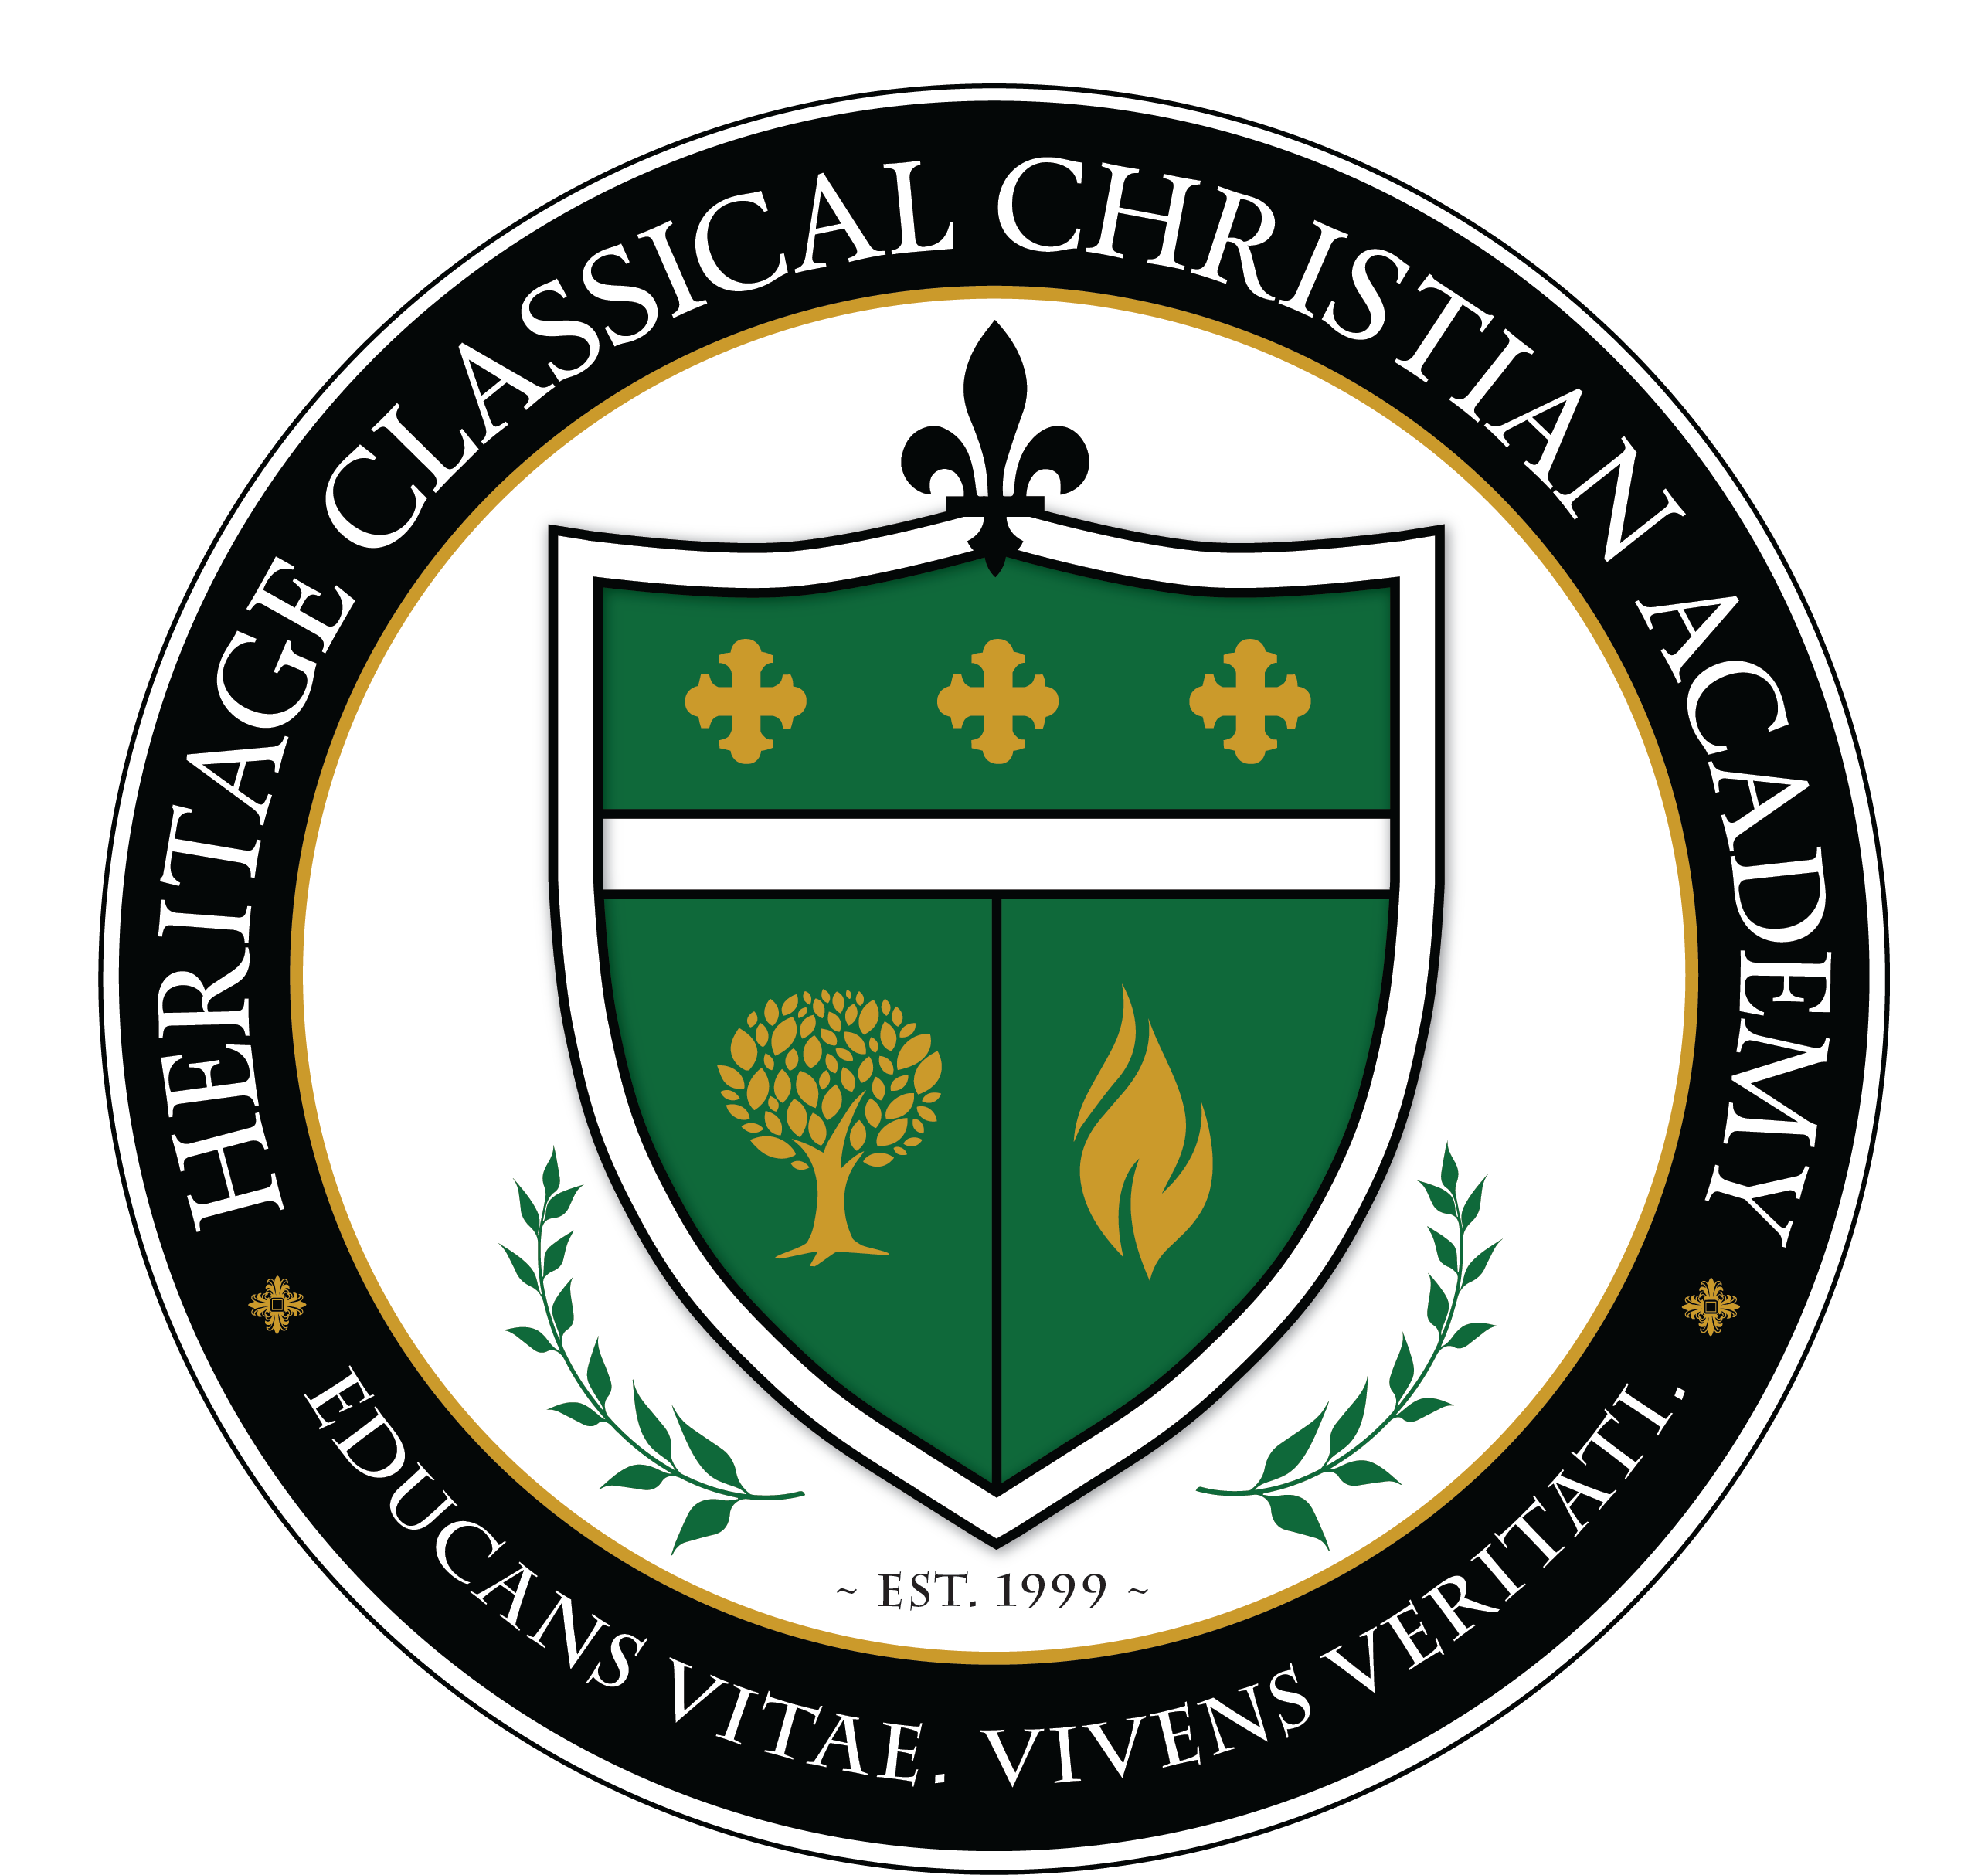 HERITAGE CLASSICAL CHRISTIAN ACADEMY
~ EST. 1999 ~
EDUCANS VITAE. VIVENS VERITATI.